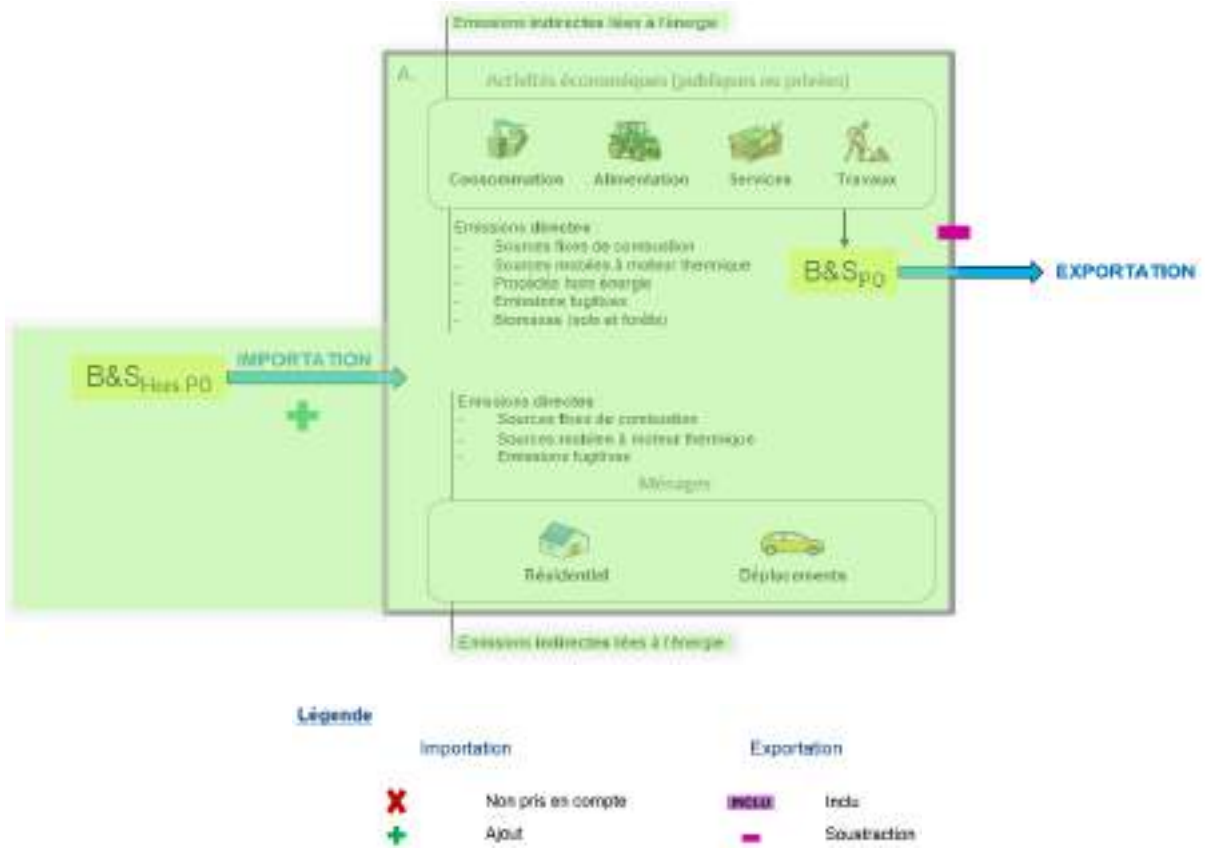 Emissions indirectes liées à l'énergie
A.
Activités économiques (publiques ou privées)
Consommation Alimentation Services Travaux
Emissions directes
- Sources fixes de combustion
- Sources mobiles à moteur thermique
- Procédés hors énergie
- Emissions fugitives
- Biomasse (sols et forêts)
B&S PO
EXPORTATION
B&S Hors PO
IMPORTATION
Emissions directes
- Sources fixes de combustion
- Sources mobiles à moteur thermique
- Emissions fugitives
Ménages
Résidentiel Déplacements
Emissions indirectes liées à l'énergie
Légende
Importation Exportation
Non pris en compte INCLU Inclu
Ajout Soustraction